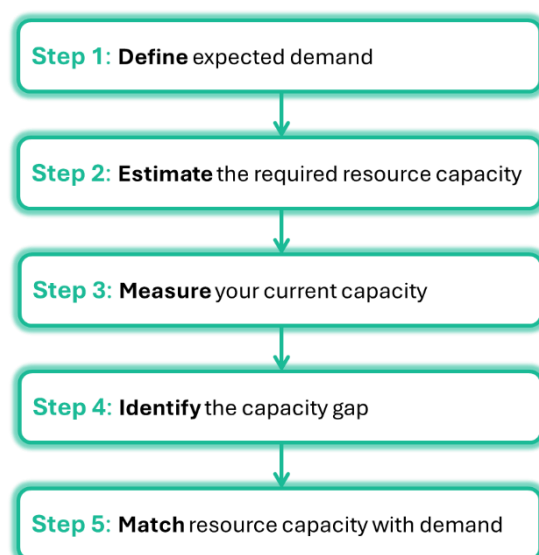 Step 1: Define expected demand
Step 2: Estimate the required resource capacity
Step 3: Measure your current capacity
Step 4: Identify the capacity gap
Step 5: Match resource capacity with demand